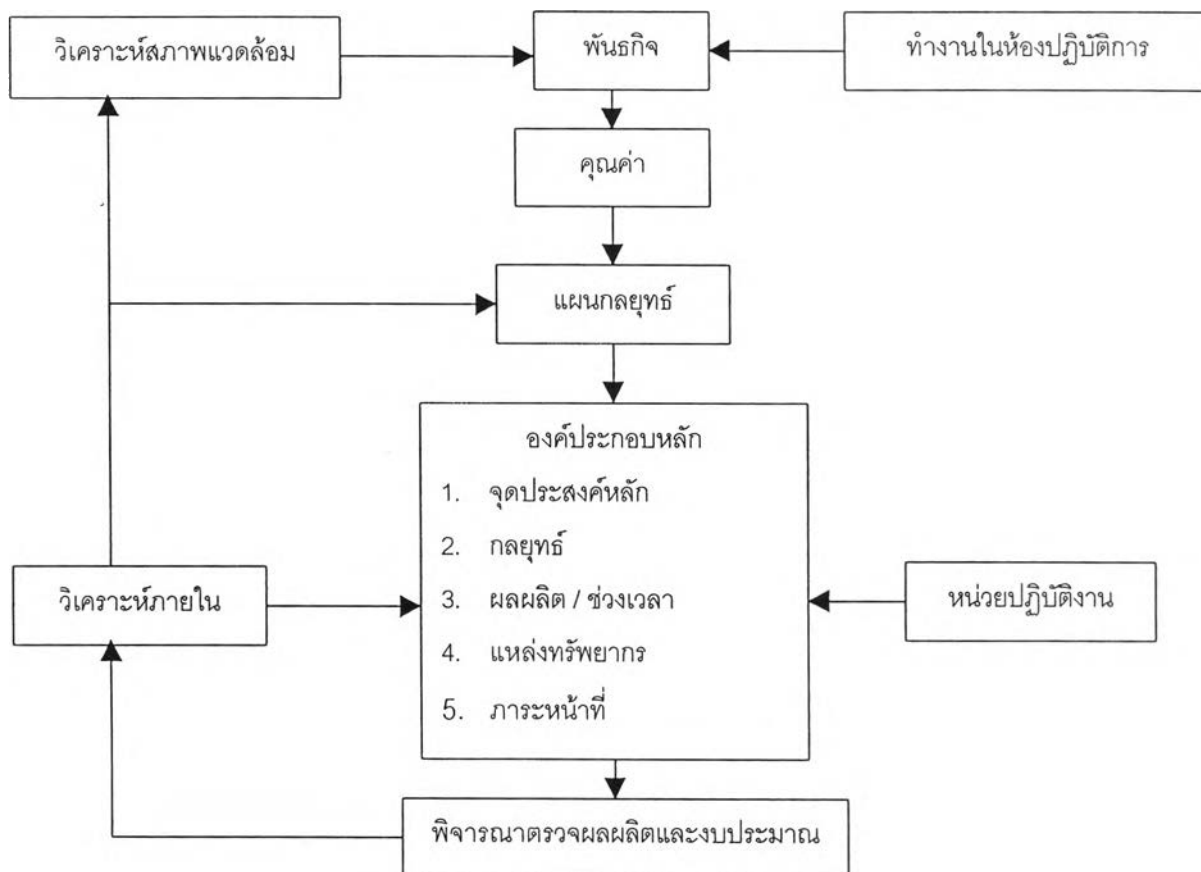 วิเคราะห์สภาพแวดล้อม
พันธกิจ
ทำงานในห้องปฏิบัติการ
คุณค่า
แผนกลยุทธ์
องค์ประกอบหลัก
1. จุดประสงค์หลัก
2. กลยุทธ์
3. ผลผลิต / ช่วงเวลา
4. แหล่งทรัพยากร
5. ภาระหน้าที่
วิเคราะห์ภายใน
หน่วยปฏิบัติงาน
พิจารณาตรวจผลผลิตและงบประมาณ